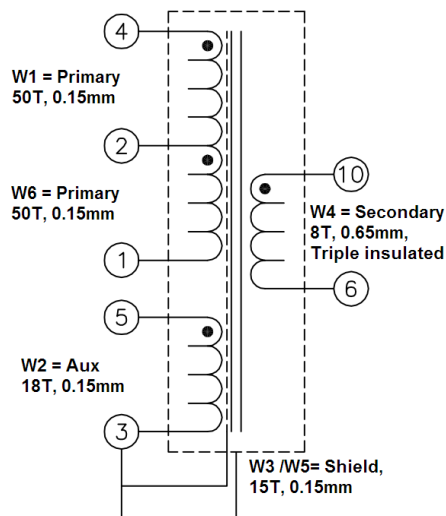 4
W1 = Primary
50T, 0.15mm
2
W6 = Primary
50T, 0.15mm
1
10
W4 = Secondary
8T, 0.65mm,
Triple insulated
6
5
W2 = Aux
18T, 0.15mm
3
W3 /W5= Shield,
15T, 0.15mm